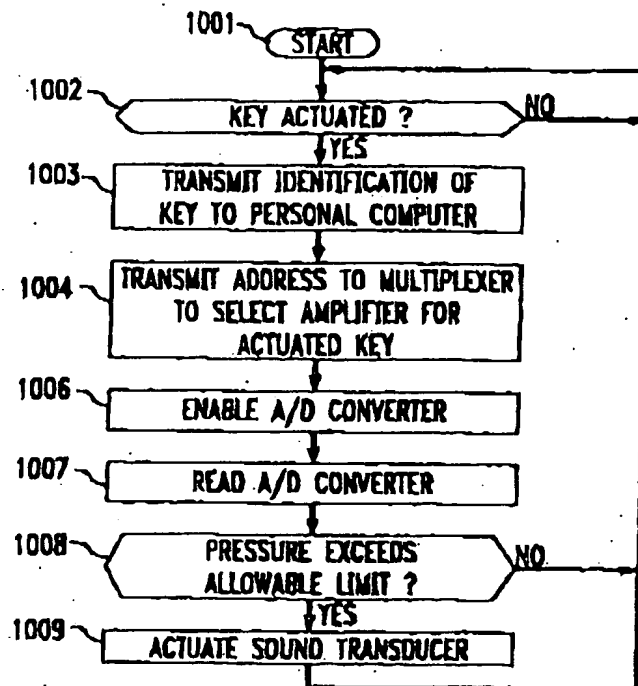 1001
START
1002
KEY ACTUATED ?
NO
YES
1003
TRANSMIT IDENTIFICATION OF
KEY TO PERSONAL COMPUTER
1004
TRANSMIT ADDRESS TO MULTIPLEXER
TO SELECT AMPLIFIER FOR
ACTUATED KEY
1006
ENABLE A/D CONVERTER
1007
READ A/D CONVERTER
1008
PRESSURE EXCEEDS
ALLOWABLE LIMIT ?
NO
YES
1009
ACTUATE SOUND TRANSDUCER